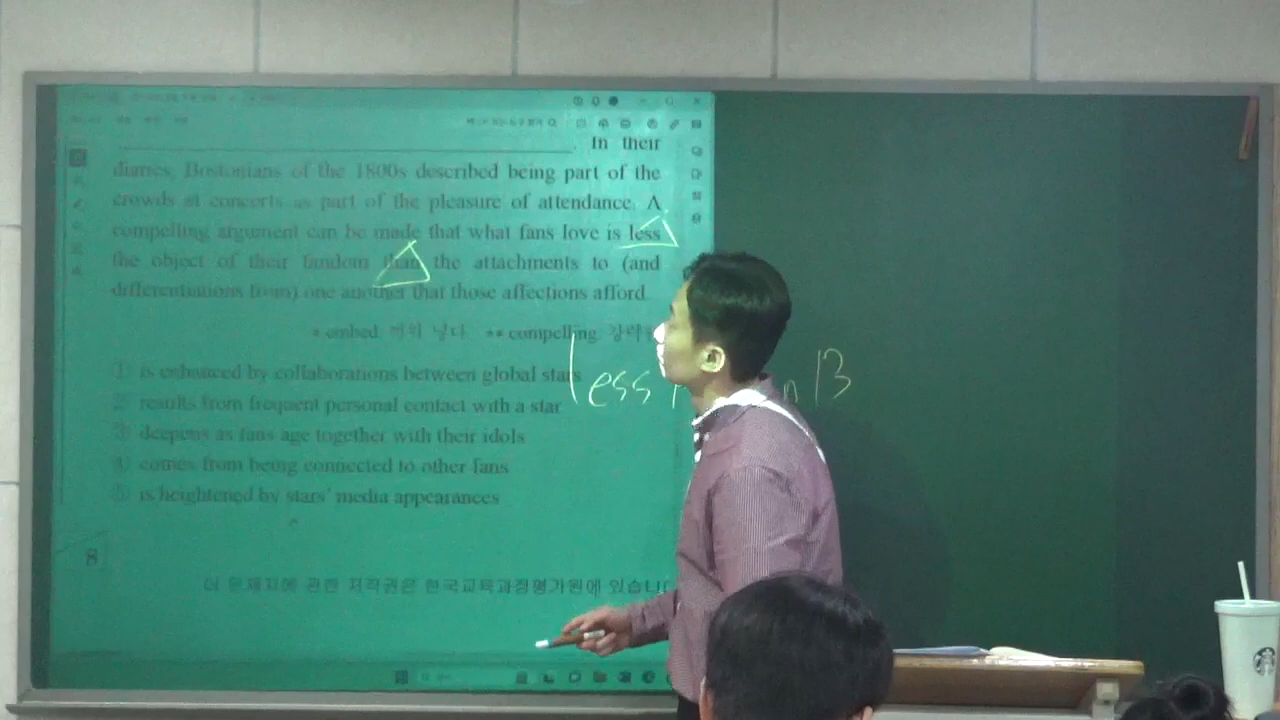 In their
diaries, Bostonians of the 1800s described being part of the
crowds at concerts as part of the pleasure of attendance. A
compelling argument can be made that what fans love is less
the object of their fandom than the attachments to (and
differentiations from) one another that those affections afford.
* embed: 깨워 넣다 ** compelling:
less n B
① is enhanced by collaborations between global stars
② results from frequent personal contact with a star
③ deepens as fans age together with their idols
④ comes from being connected to other fans
⑤ is heightened by stars' media appearances
8
이 문제지에 관한 저작권은 한국교육과정평가원에 있습니